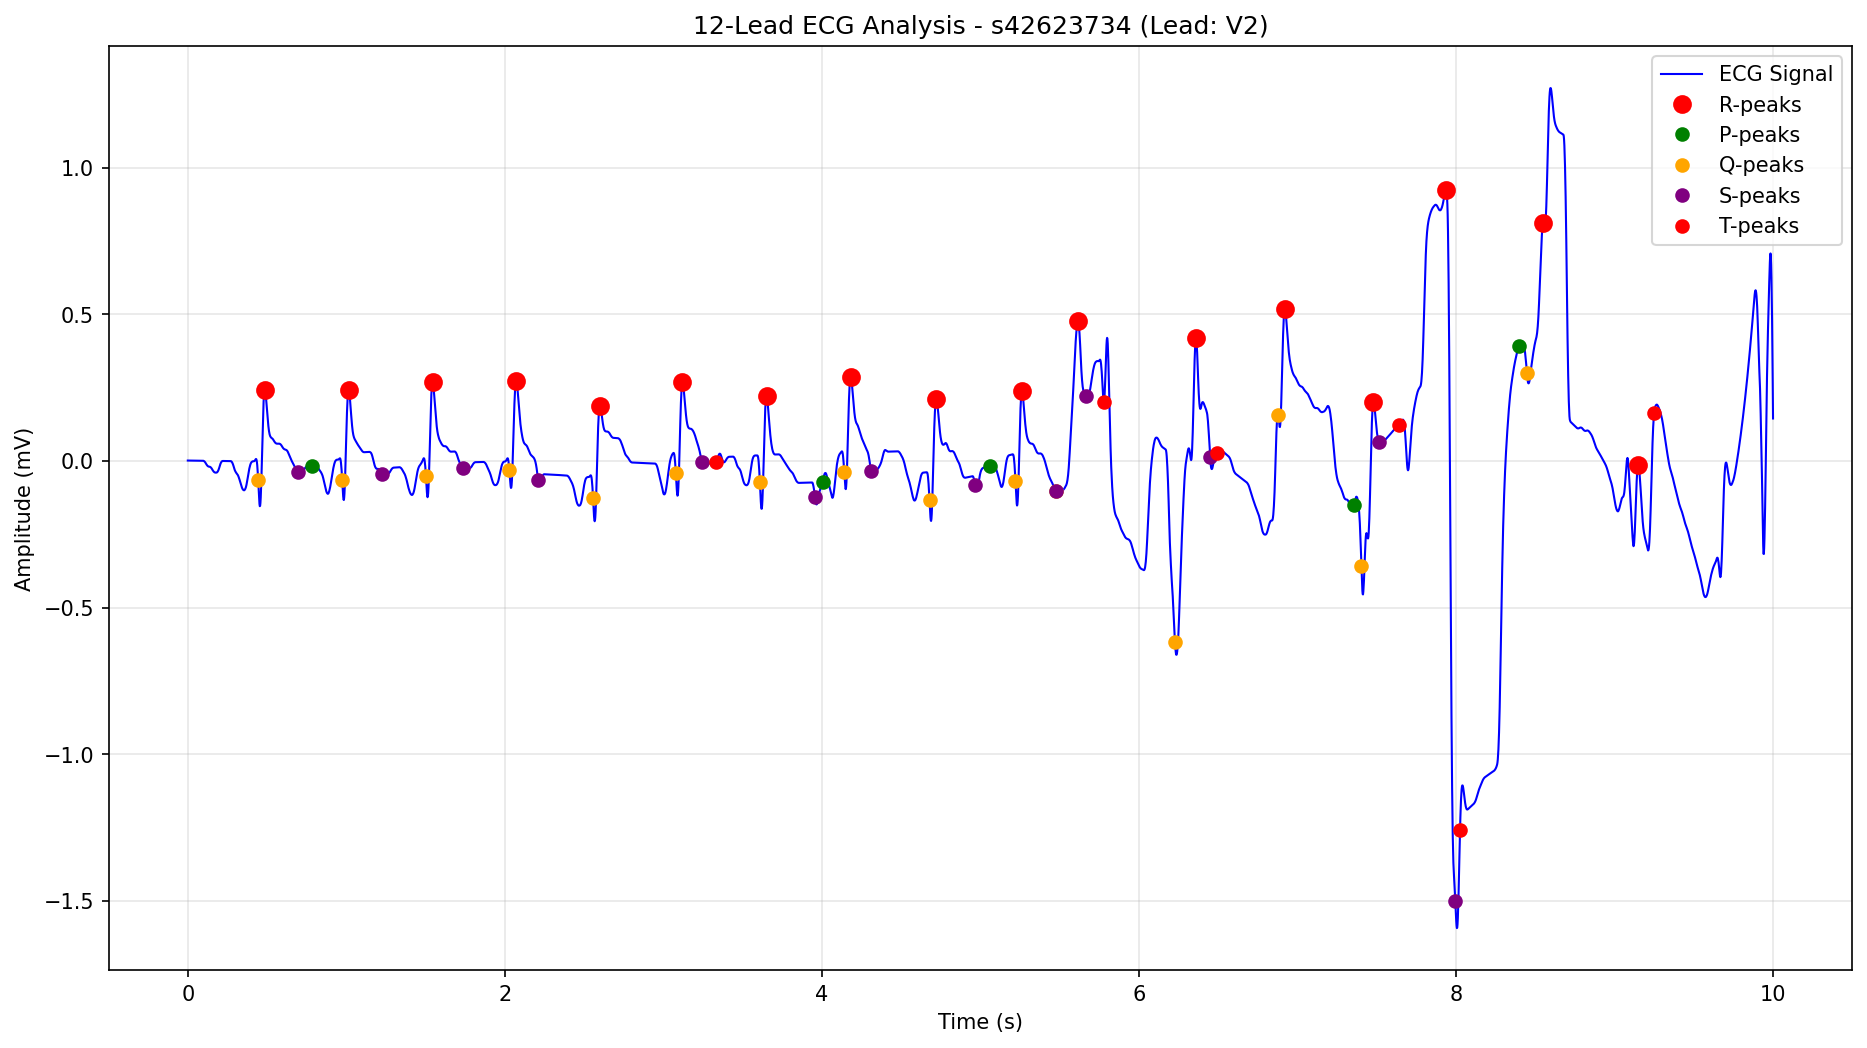 12-Lead ECG Analysis - s42623734 (Lead: V2)
ECG Signal
R-peaks
P-peaks
Q-peaks
S-peaks
T-peaks
Amplitude (mV)
1.0
0.5
0.0
−0.5
−1.0
−1.5
0 2 4 6 8 10
Time (s)